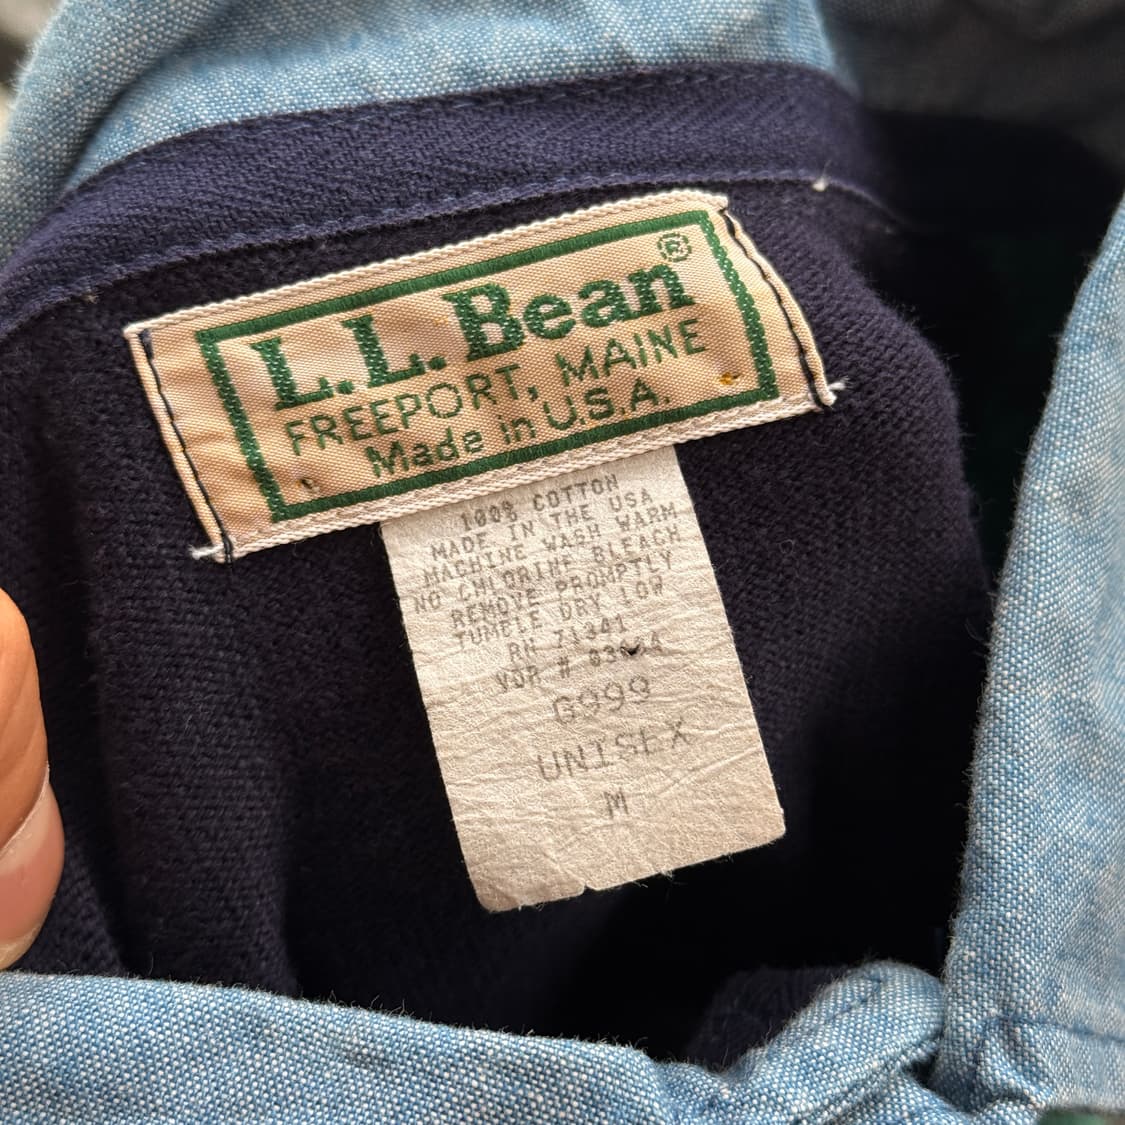 L.L.Bean®
FREEPORT, MAINE
Made in U.S.A.
100% COTTON
MADE IN THE USA
MACHINE WASH WARM
NO CHLORINE BLEACH
REMOVE PROMPTLY
TUMBLE DRY LOW
RN 71341
#
G999
UNISEX
M